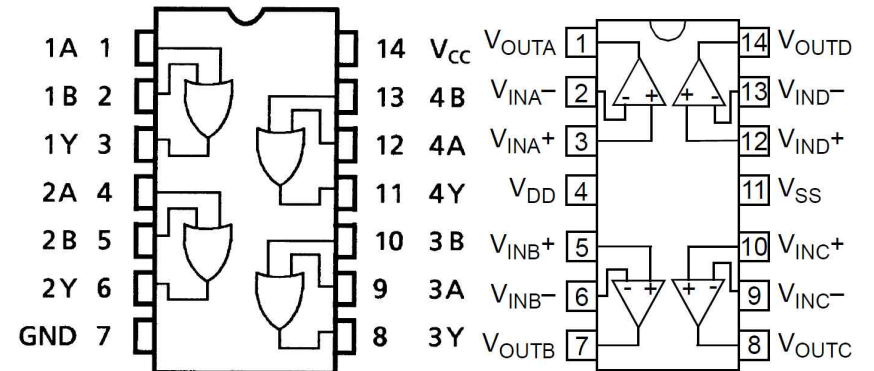 1A 1
1B 2
1Y 3
2A 4
2B 5
2Y 6
GND 7
14 VCC
13 4B
12 4A
11 4Y
10 3B
9 3A
8 3Y
VOUTA 1
VINA– 2
- +
VINA+ 3
VDD 4
VINB+ 5
VINB– 6
- +
VOUTB 7
14 VOUTD
13 VIND–
+ -
12 VIND+
11 VSS
10 VINC+
9 VINC–
+ -
8 VOUTC